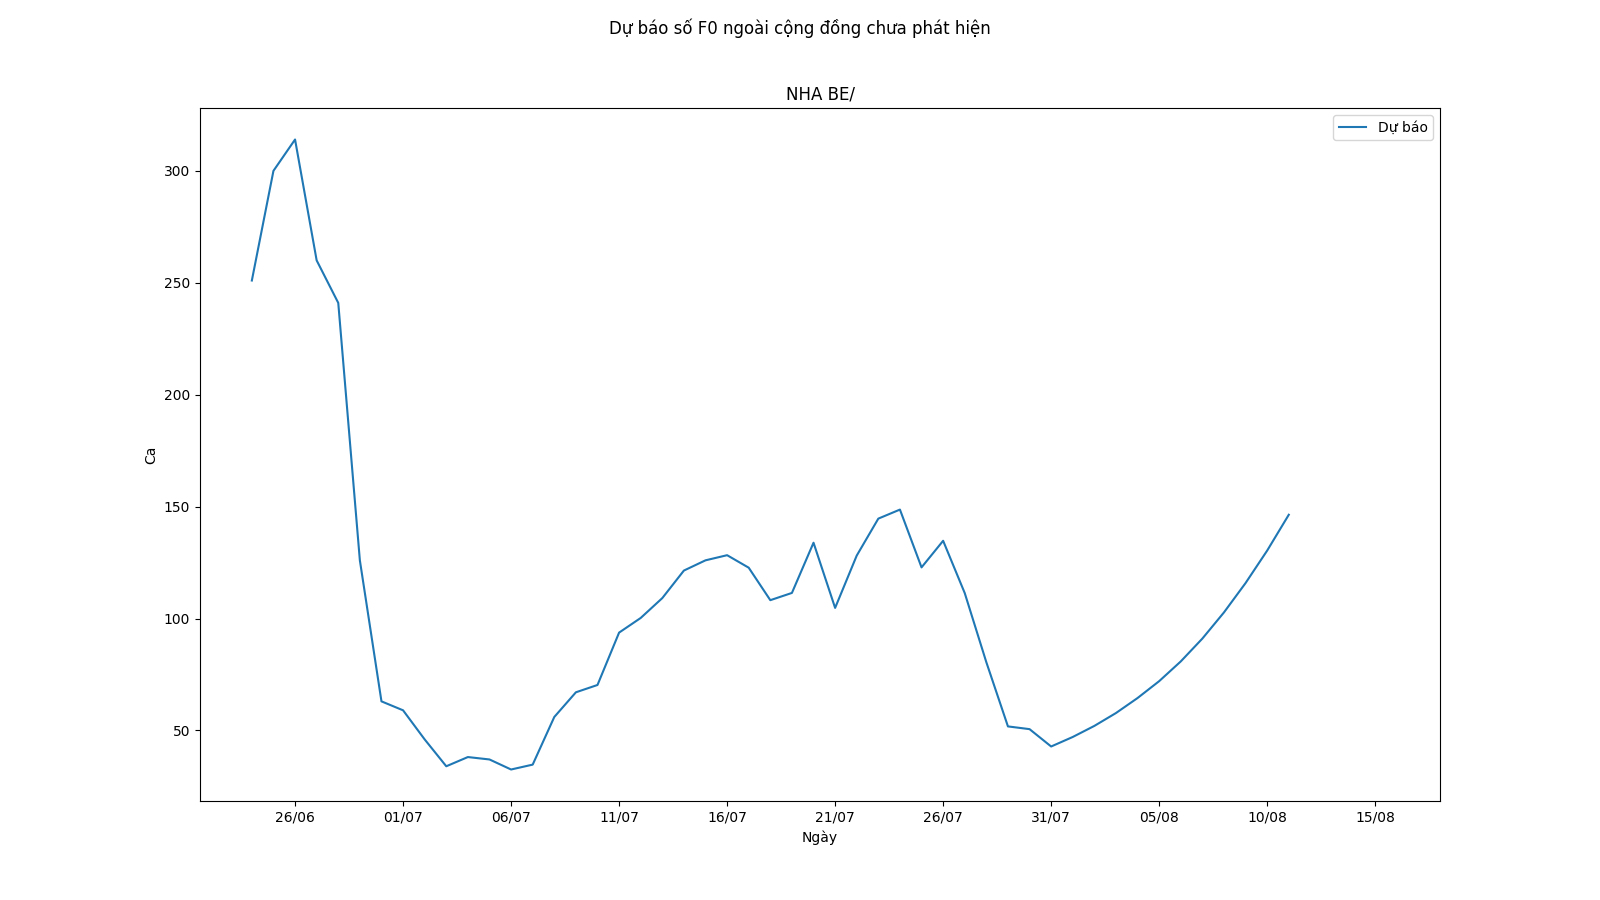 Dự báo số F0 ngoài cộng đồng chưa phát hiện
NHA BE/
Dự báo
300
250
200
150
100
50
Ca
26/06 01/07 06/07 11/07 16/07 21/07 26/07 31/07 05/08 10/08 15/08
Ngày